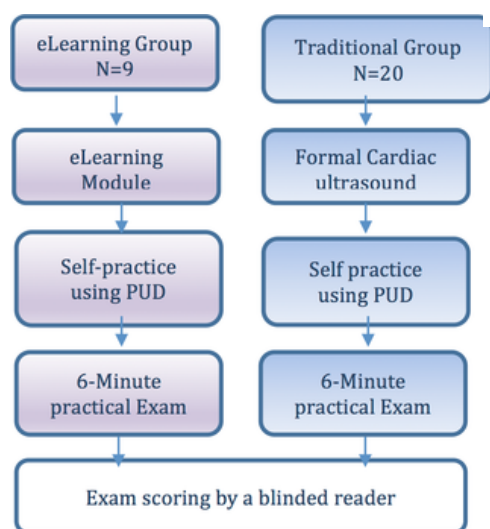 eLearning Group
N=9
Traditional Group
N=20
eLearning
Module
Formal Cardiac
ultrasound
Self-practice
using PUD
Self practice
using PUD
6-Minute
practical Exam
6-Minute
practical Exam
Exam scoring by a blinded reader